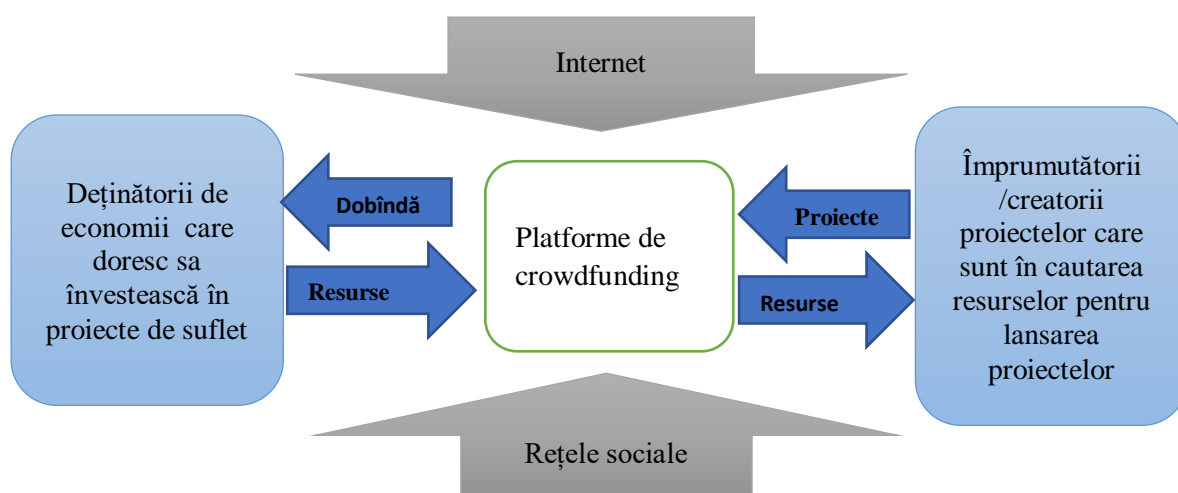 Internet
Deținătorii de
economii care
doresc sa
învestească în
proiecte de suflet
Dobîndă
Resurse
Platforme de
crowdfunding
Proiecte
Resurse
Împrumutătorii
/creatorii
proiectelor care
sunt în cautarea
resurselor pentru
lansarea
proiectelor
Rețele sociale